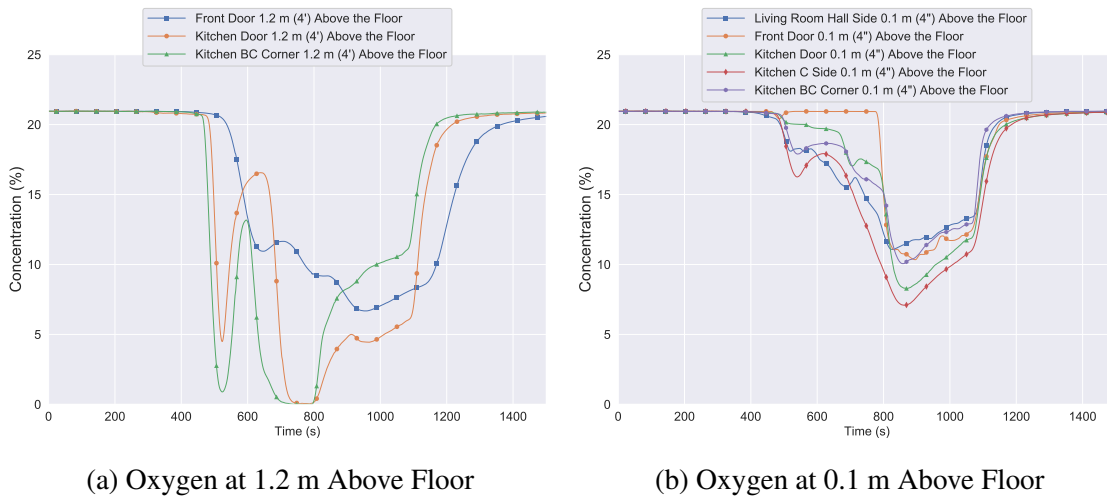 Front Door 1.2 m (4') Above the Floor
Kitchen Door 1.2 m (4') Above the Floor
Kitchen BC Corner 1.2 m (4') Above the Floor
25
20
15
10
5
0
Concentration (%)
0 200 400 600 800 1000 1200 1400
Time (s)
(a) Oxygen at 1.2 m Above Floor
Living Room Hall Side 0.1 m (4") Above the Floor
Front Door 0.1 m (4") Above the Floor
Kitchen Door 0.1 m (4") Above the Floor
Kitchen C Side 0.1 m (4") Above the Floor
Kitchen BC Corner 0.1 m (4") Above the Floor
25
20
15
10
5
0
Concentration (%)
0 200 400 600 800 1000 1200 1400
Time (s)
(b) Oxygen at 0.1 m Above Floor